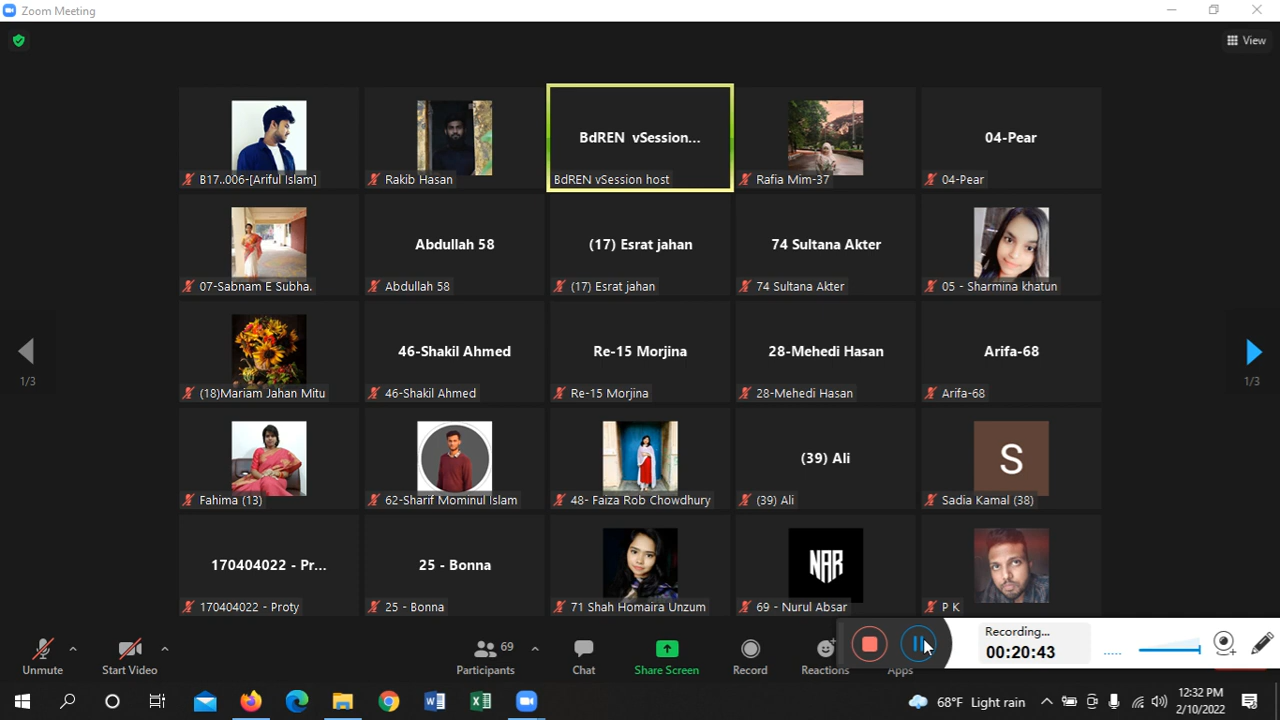 Zoom Meeting
View
B17..006-[Ariful Islam]
Rakib Hasan
BdREN vSession...
BdREN vSession host
Rafia Mim-37
04-Pear
04-Pear
07-Sabnam E Subha.
Abdullah 58
Abdullah 58
(17) Esrat jahan
(17) Esrat jahan
74 Sultana Akter
74 Sultana Akter
05 - Sharmina khatun
1/3
(18)Mariam Jahan Mitu
46-Shakil Ahmed
46-Shakil Ahmed
Re-15 Morjina
Re-15 Morjina
28-Mehedi Hasan
28-Mehedi Hasan
Arifa-68
Arifa-68
1/3
Fahima (13)
62-Sharif Mominul Islam
48- Faiza Rob Chowdhury
(39) Ali
(39) Ali
S
Sadia Kamal (38)
170404022 - Pr...
170404022 - Proty
25 - Bonna
25 - Bonna
71 Shah Homaira Unzum
NAR
69 - Nurul Absar
P K
Unmute
Start Video
69
Participants
Chat
Share Screen
Record
Reactions
Apps
Recording...
00:20:43
68°F Light rain
12:32 PM
2/10/2022